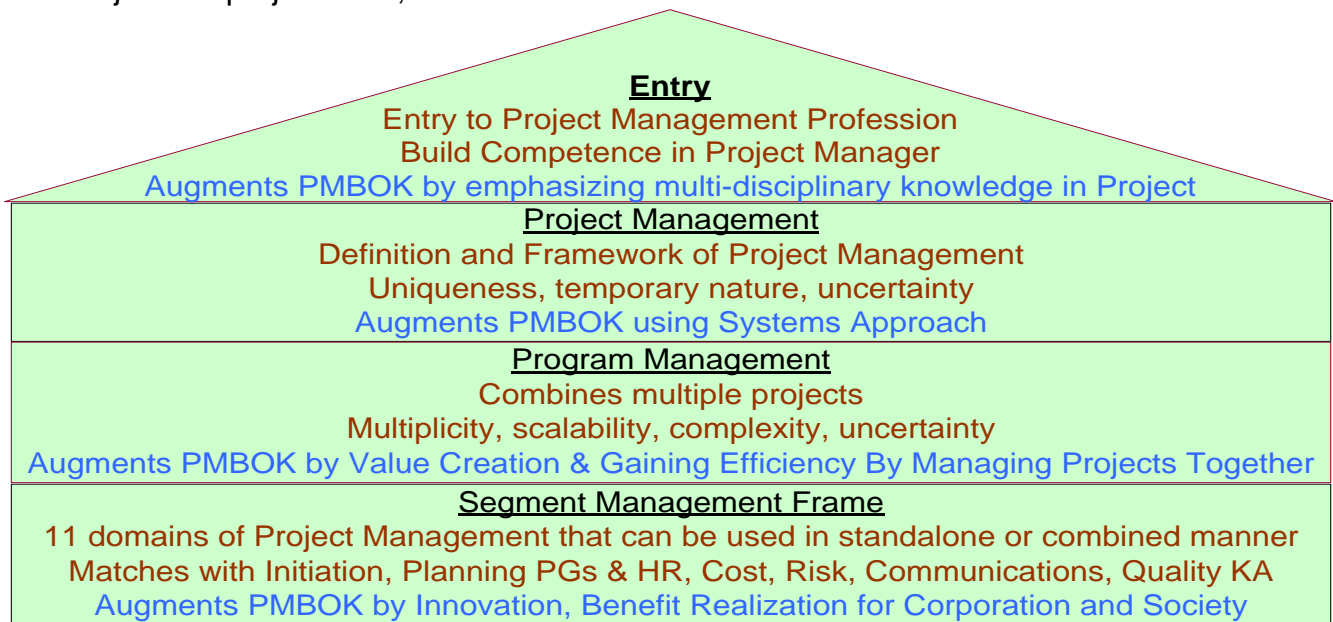 Entry
Entry to Project Management Profession
Build Competence in Project Manager
Augments PMBOK by emphasizing multi-disciplinary knowledge in Project
Project Management
Definition and Framework of Project Management
Uniqueness, temporary nature, uncertainty
Augments PMBOK using Systems Approach
Program Management
Combines multiple projects
Multiplicity, scalability, complexity, uncertainty
Augments PMBOK by Value Creation & Gaining Efficiency By Managing Projects Together
Segment Management Frame
11 domains of Project Management that can be used in standalone or combined manner
Matches with Initiation, Planning PGs & HR, Cost, Risk, Communications, Quality KA
Augments PMBOK by Innovation, Benefit Realization for Corporation and Society